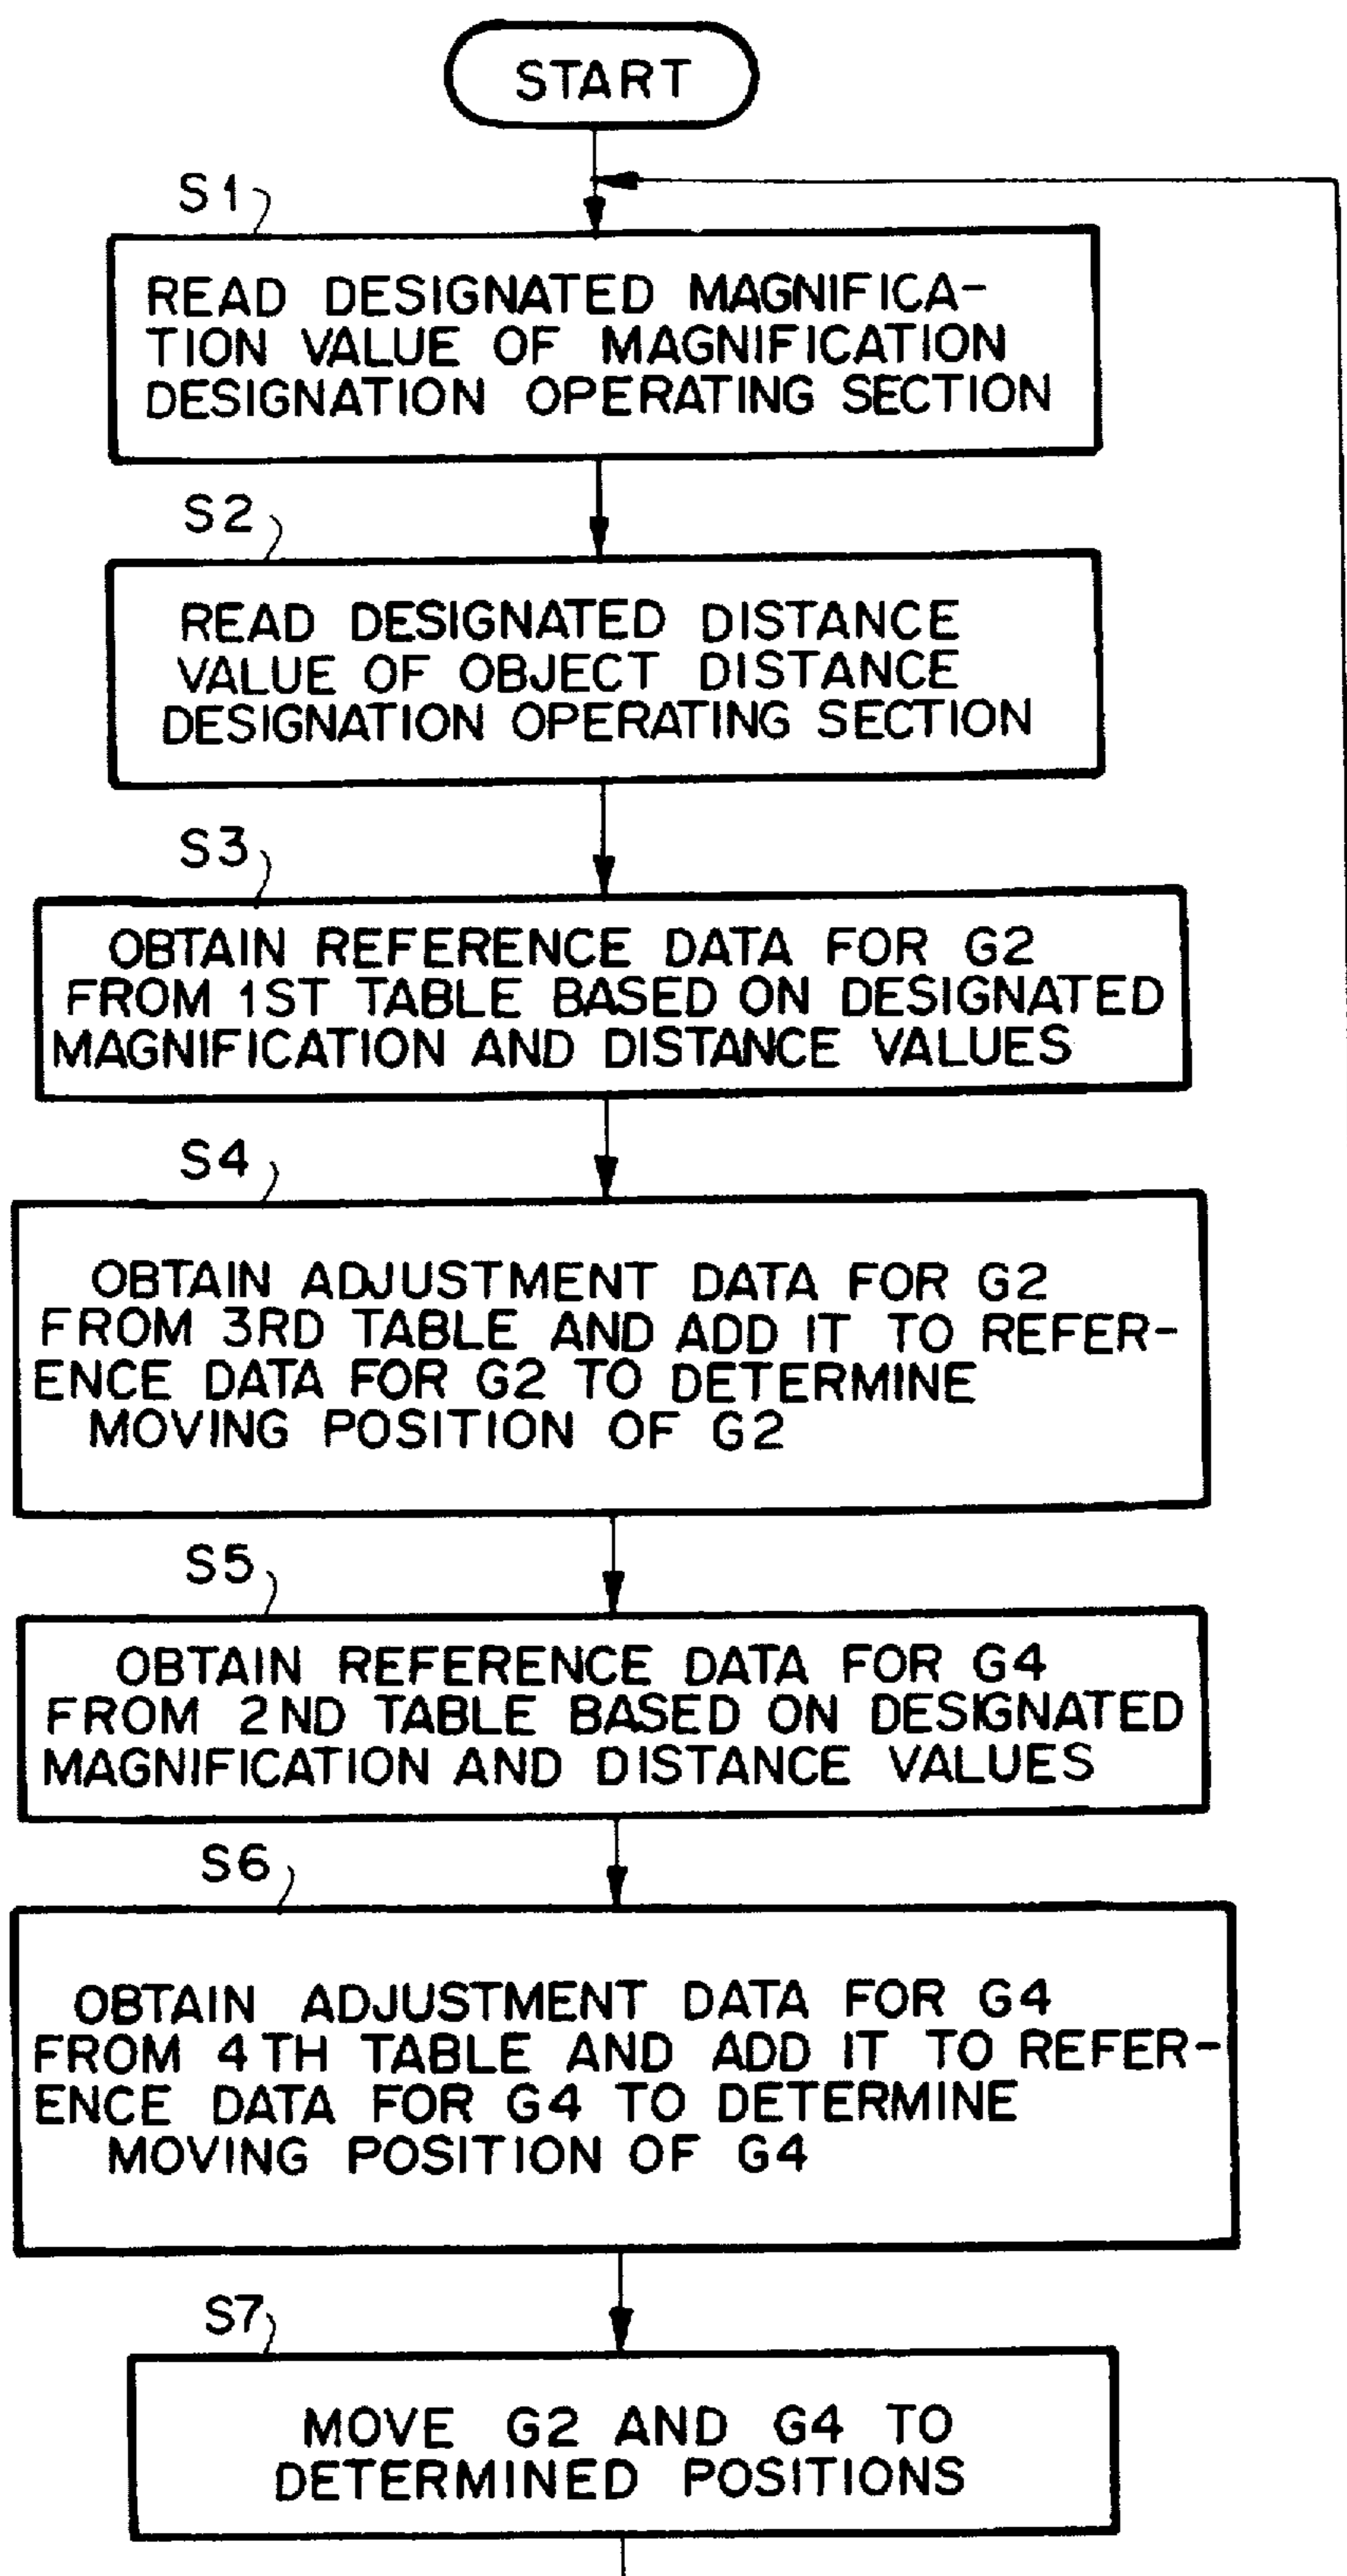 START
S1
READ DESIGNATED MAGNIFICA-
TION VALUE OF MAGNIFICATION
DESIGNATION OPERATING SECTION
S2
READ DESIGNATED DISTANCE
VALUE OF OBJECT DISTANCE
DESIGNATION OPERATING SECTION
S3
OBTAIN REFERENCE DATA FOR G2
FROM 1ST TABLE BASED ON DESIGNATED
MAGNIFICATION AND DISTANCE VALUES
S4
OBTAIN ADJUSTMENT DATA FOR G2
FROM 3RD TABLE AND ADD IT TO REFER-
ENCE DATA FOR G2 TO DETERMINE
MOVING POSITION OF G2
S5
OBTAIN REFERENCE DATA FOR G4
FROM 2ND TABLE BASED ON DESIGNATED
MAGNIFICATION AND DISTANCE VALUES
S6
OBTAIN ADJUSTMENT DATA FOR G4
FROM 4TH TABLE AND ADD IT TO REFER-
ENCE DATA FOR G4 TO DETERMINE
MOVING POSITION OF G4
S7
MOVE G2 AND G4 TO
DETERMINED POSITIONS